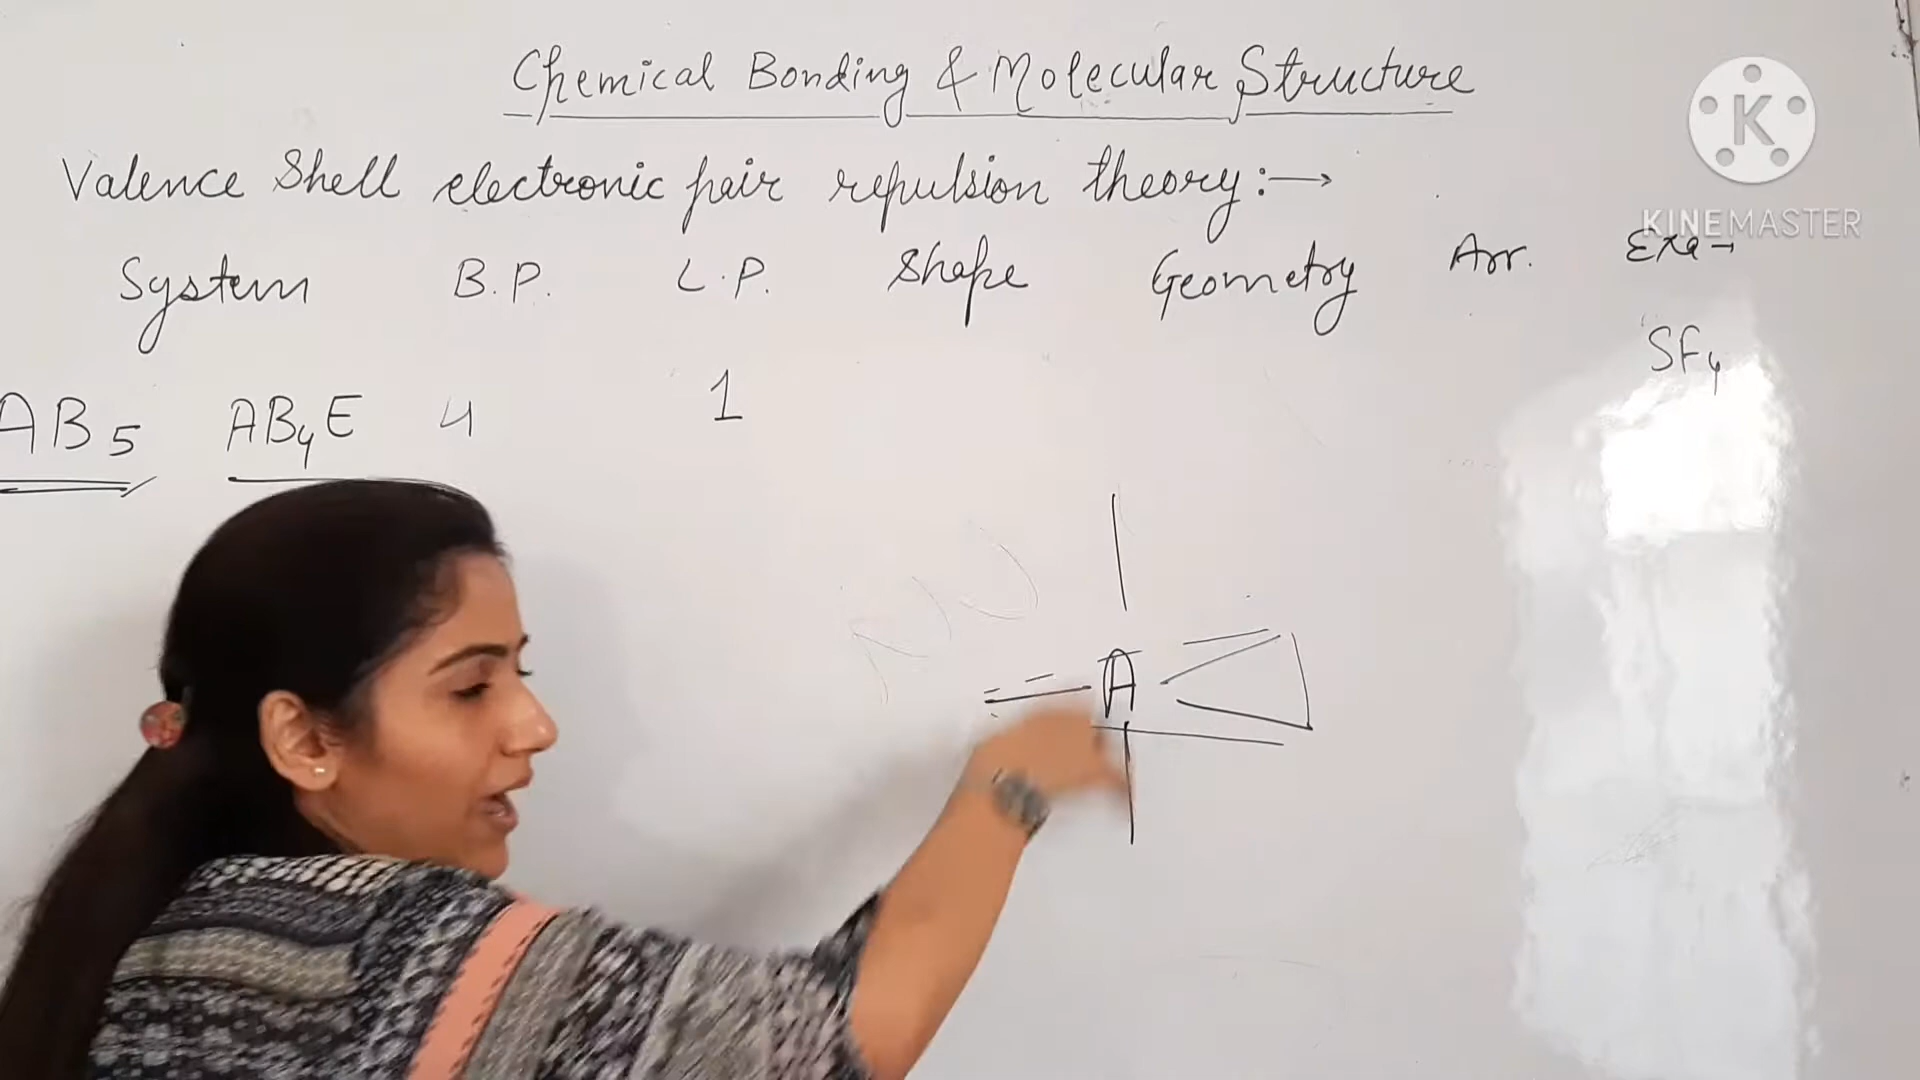 Chemical Bonding & Molecular Structure
K
KINEMASTER
Valence Shell electronic pair repulsion theory:→
System B.P. L.P. Shape Geometry Arr. Exa→
SF₄
AB₅ AB₄E 4 1
A